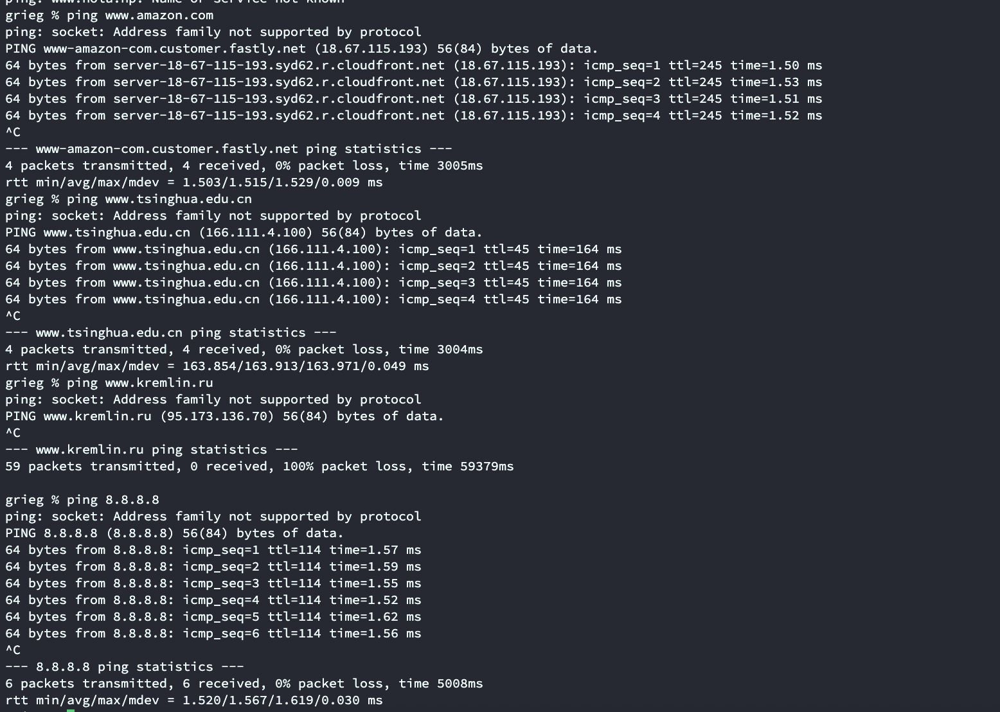 grieg % ping www.amazon.com
ping: socket: Address family not supported by protocol
PING www-amazon-com.customer.fastly.net (18.67.115.193) 56(84) bytes of data.
64 bytes from server-18-67-115-193.syd62.r.cloudfront.net (18.67.115.193): icmp_seq=1 ttl=245 time=1.50 ms
64 bytes from server-18-67-115-193.syd62.r.cloudfront.net (18.67.115.193): icmp_seq=2 ttl=245 time=1.53 ms
64 bytes from server-18-67-115-193.syd62.r.cloudfront.net (18.67.115.193): icmp_seq=3 ttl=245 time=1.51 ms
64 bytes from server-18-67-115-193.syd62.r.cloudfront.net (18.67.115.193): icmp_seq=4 ttl=245 time=1.52 ms
^C
--- www-amazon-com.customer.fastly.net ping statistics ---
4 packets transmitted, 4 received, 0% packet loss, time 3005ms
rtt min/avg/max/mdev = 1.503/1.515/1.529/0.009 ms
grieg % ping www.tsinghua.edu.cn
ping: socket: Address family not supported by protocol
PING www.tsinghua.edu.cn (166.111.4.100) 56(84) bytes of data.
64 bytes from www.tsinghua.edu.cn (166.111.4.100): icmp_seq=1 ttl=45 time=164 ms
64 bytes from www.tsinghua.edu.cn (166.111.4.100): icmp_seq=2 ttl=45 time=164 ms
64 bytes from www.tsinghua.edu.cn (166.111.4.100): icmp_seq=3 ttl=45 time=164 ms
64 bytes from www.tsinghua.edu.cn (166.111.4.100): icmp_seq=4 ttl=45 time=164 ms
^C
--- www.tsinghua.edu.cn ping statistics ---
4 packets transmitted, 4 received, 0% packet loss, time 3004ms
rtt min/avg/max/mdev = 163.854/163.913/163.971/0.049 ms
grieg % ping www.kremlin.ru
ping: socket: Address family not supported by protocol
PING www.kremlin.ru (95.173.136.70) 56(84) bytes of data.
^C
--- www.kremlin.ru ping statistics ---
59 packets transmitted, 0 received, 100% packet loss, time 59379ms
grieg % ping 8.8.8.8
ping: socket: Address family not supported by protocol
PING 8.8.8.8 (8.8.8.8) 56(84) bytes of data.
64 bytes from 8.8.8.8: icmp_seq=1 ttl=114 time=1.57 ms
64 bytes from 8.8.8.8: icmp_seq=2 ttl=114 time=1.59 ms
64 bytes from 8.8.8.8: icmp_seq=3 ttl=114 time=1.55 ms
64 bytes from 8.8.8.8: icmp_seq=4 ttl=114 time=1.52 ms
64 bytes from 8.8.8.8: icmp_seq=5 ttl=114 time=1.62 ms
64 bytes from 8.8.8.8: icmp_seq=6 ttl=114 time=1.56 ms
^C
--- 8.8.8.8 ping statistics ---
6 packets transmitted, 6 received, 0% packet loss, time 5008ms
rtt min/avg/max/mdev = 1.520/1.567/1.619/0.030 ms